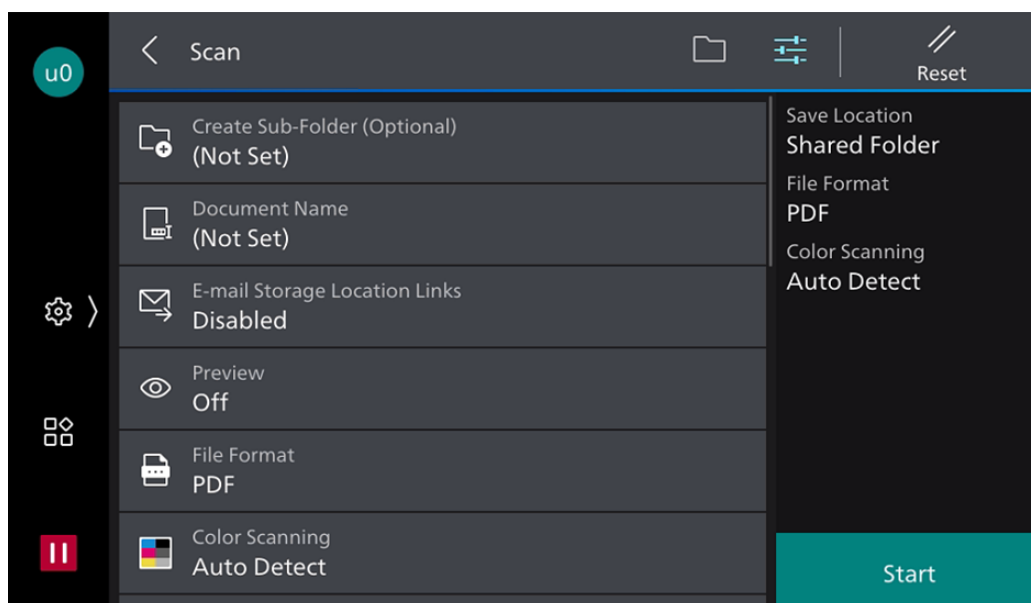 u0
Scan
Reset
Create Sub-Folder (Optional)
(Not Set)
Document Name
(Not Set)
E-mail Storage Location Links
Disabled
Preview
Off
File Format
PDF
Color Scanning
Auto Detect
Save Location
Shared Folder
File Format
PDF
Color Scanning
Auto Detect
Start